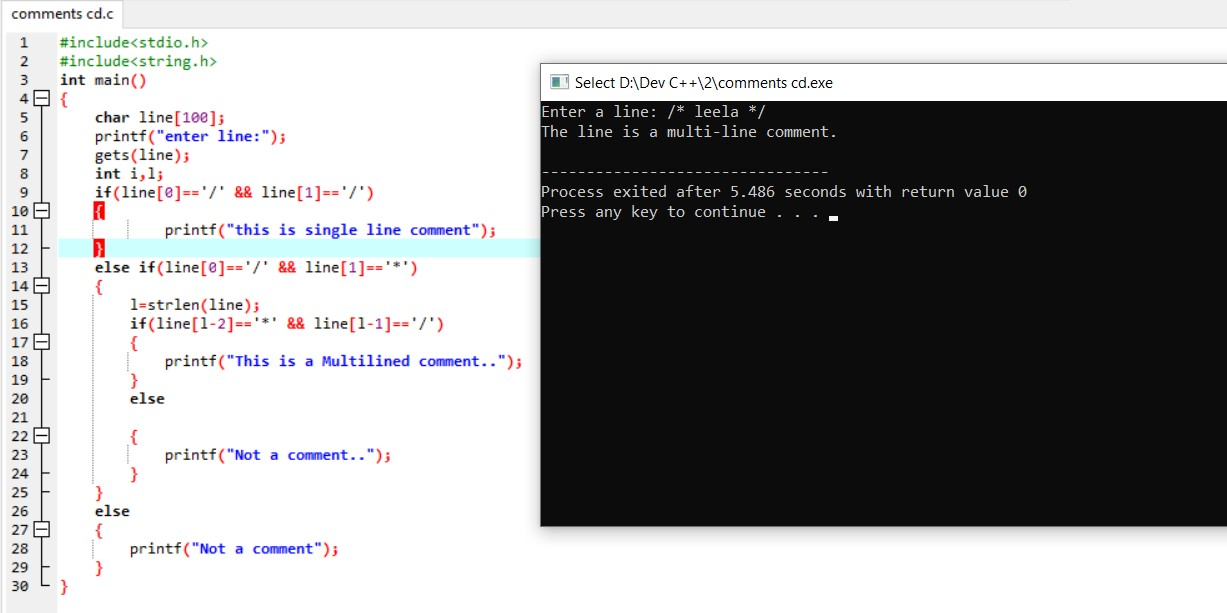 comments cd.c
1 #include<stdio.h>
2 #include<string.h>
3 int main()
4 {
5 char line[100];
6 printf("enter line:");
7 gets(line);
8 int i,l;
9 if(line[0]=='/' && line[1]=='/')
10 {
11 printf("this is single line comment");
12 }
13 else if(line[0]=='/' && line[1]=='*')
14 {
15 l=strlen(line);
16 if(line[l-2]=='*' && line[l-1]=='/')
17 {
18 printf("This is a Multilined comment..");
19 }
20 else
21
22 {
23 printf("Not a comment..");
24 }
25 }
26 else
27 {
28 printf("Not a comment");
29 }
30 }
Select D:\Dev C++\2\comments cd.exe
Enter a line: /* leela */
The line is a multi-line comment.
--------------------------------
Process exited after 5.486 seconds with return value 0
Press any key to continue . . .